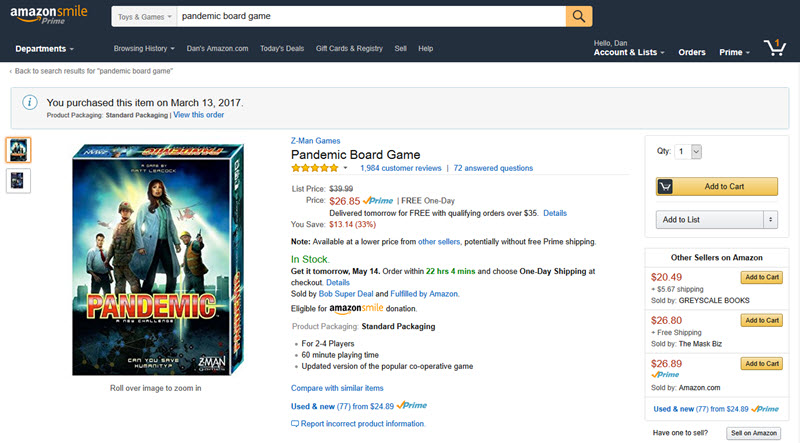 amazonsmile
Prime
Toys & Games
pandemic board game
Hello, Dan
Departments
Browsing History
Dan's Amazon.com
Today's Deals
Gift Cards & Registry
Sell
Help
Account & Lists
Orders
Prime
1
‹ Back to search results for "pandemic board game"
You purchased this item on March 13, 2017.
Product Packaging: Standard Packaging | View this order
Z-Man Games
Pandemic Board Game
1,984 customer reviews | 72 answered questions
List Price: $39.99
Price: $26.85 Prime | FREE One-Day
Delivered tomorrow for FREE with qualifying orders over $35. Details
You Save: $13.14 (33%)
Note: Available at a lower price from other sellers, potentially without free Prime shipping.
In Stock.
Get it tomorrow, May 14. Order within 22 hrs 4 mins and choose One-Day Shipping at
checkout. Details
Sold by Bob Super Deal and Fulfilled by Amazon.
Eligible for amazonsmile donation.
Product Packaging: Standard Packaging
• For 2-4 Players
• 60 minute playing time
• Updated version of the popular co-operative game
Compare with similar items
Used & new (77) from $24.89 Prime
Report incorrect product information.
A GAME BY
MATT LEACOCK
PANDEMIC
A NEW CHALLENGE
CAN YOU SAVE
HUMANITY?
Z-MAN
Roll over image to zoom in
Qty: 1
Add to Cart
Add to List
Other Sellers on Amazon
$20.49
Add to Cart
+ $5.67 shipping
Sold by: GREYSCALE BOOKS
$26.80
Add to Cart
+ Free Shipping
Sold by: The Mask Biz
$26.89
Add to Cart
Prime
Sold by: Amazon.com
Used & new (77) from $24.89 Prime
Have one to sell?
Sell on Amazon